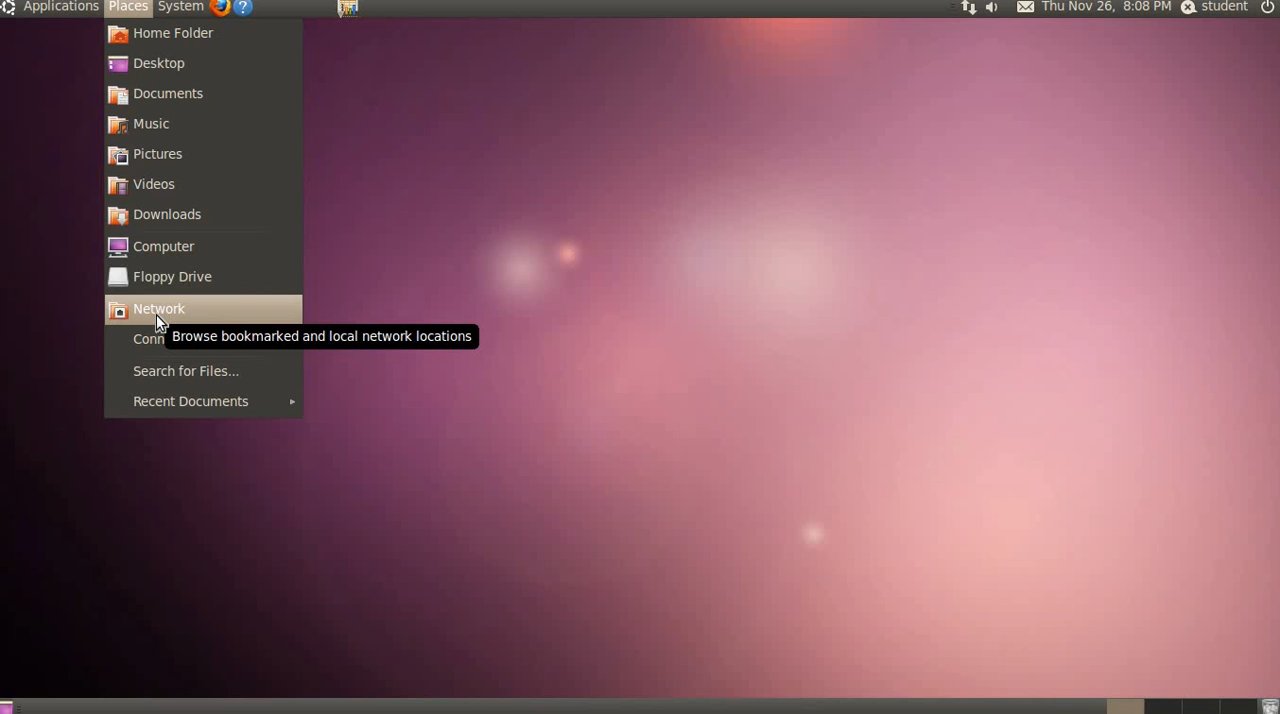 Applications Places System ? Thu Nov 26, 8:08 PM student
Home Folder
Desktop
Documents
Music
Pictures
Videos
Downloads
Computer
Floppy Drive
Network
Browse bookmarked and local network locations
Conn
Search for Files...
Recent Documents